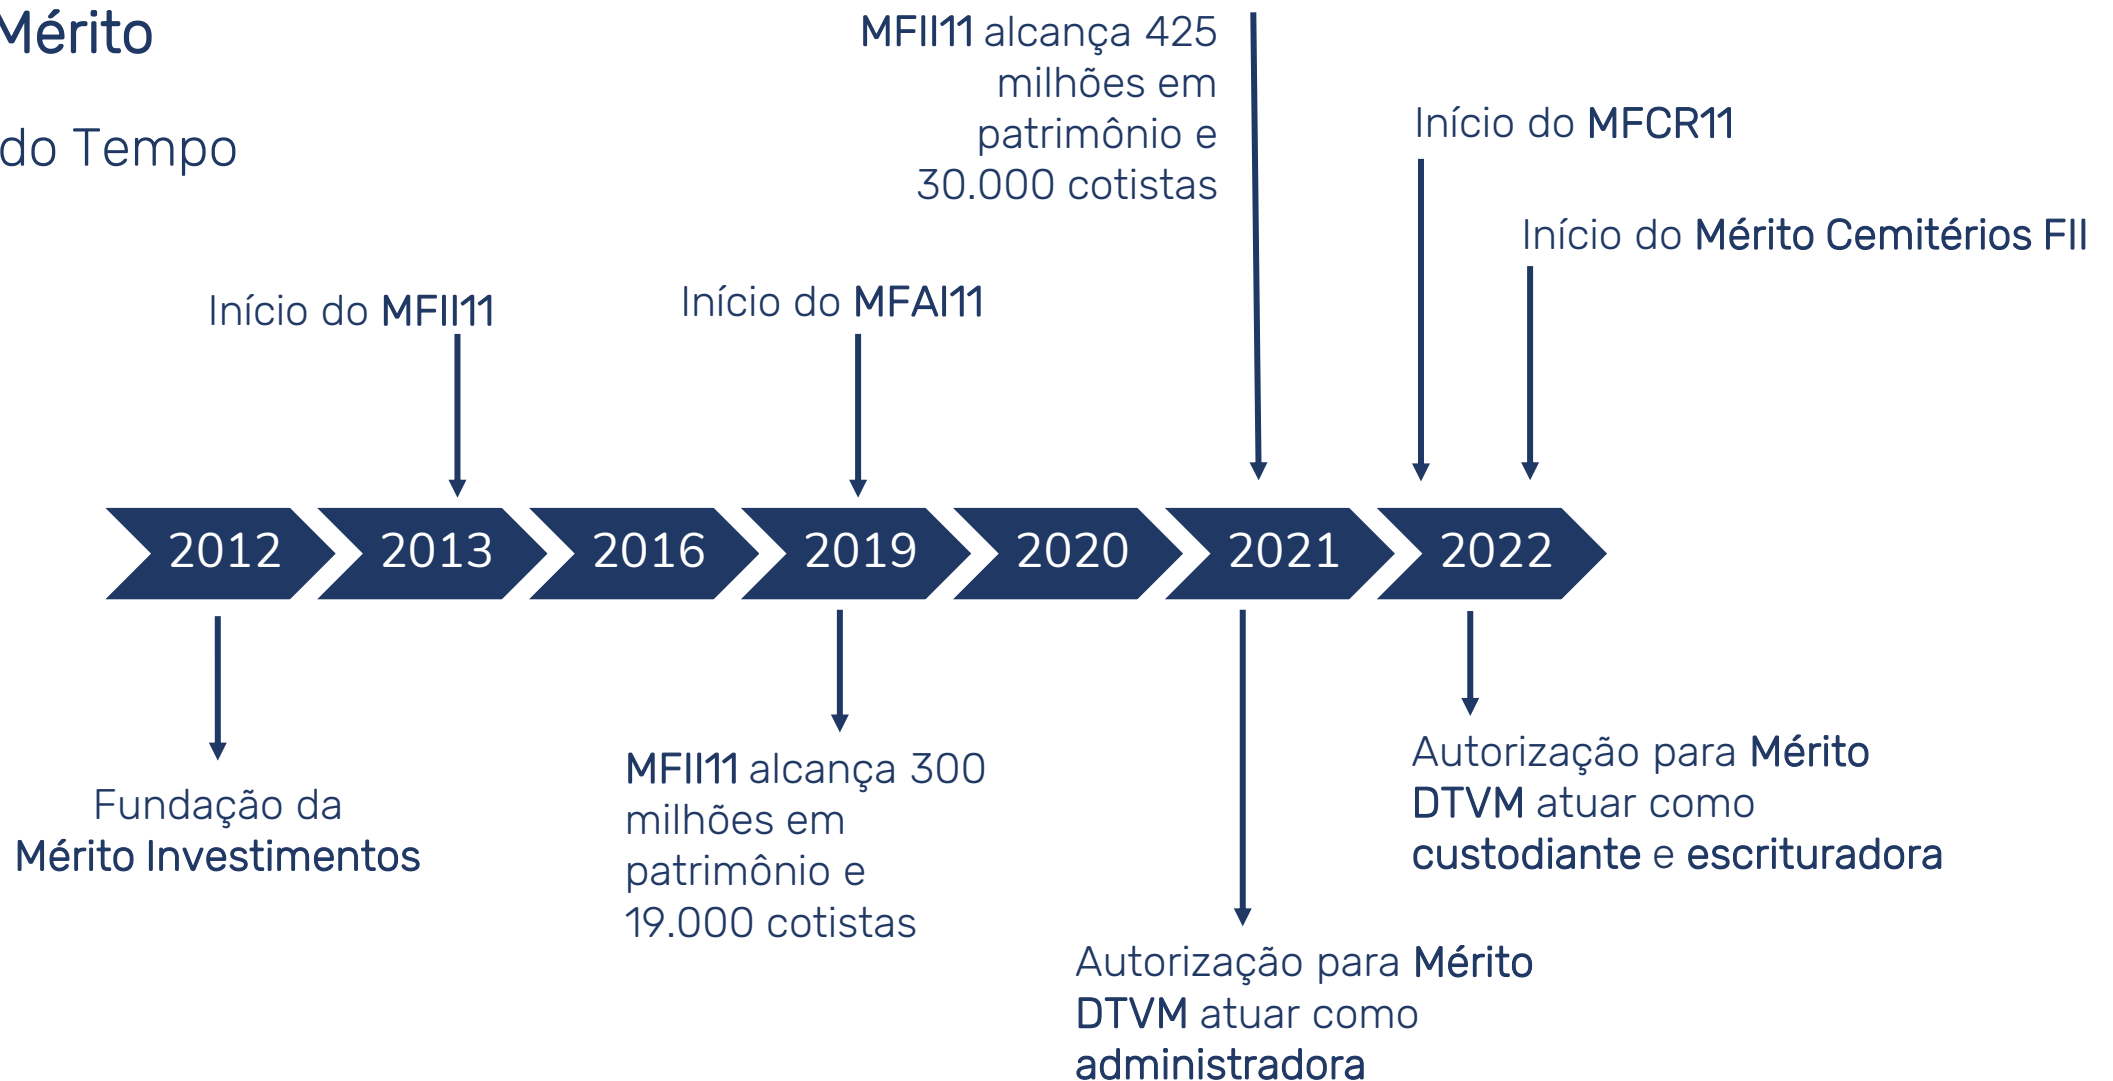 Mérito
do Tempo
MFII11 alcança 425
milhões em
patrimônio e
30.000 cotistas
Início do MFCR11
Início do Mérito Cemitérios FII
Início do MFII11
Início do MFAI11
2012
2013
2016
2019
2020
2021
2022
Fundação da
Mérito Investimentos
MFII11 alcança 300
milhões em
patrimônio e
19.000 cotistas
Autorização para Mérito
DTVM atuar como
administradora
Autorização para Mérito
DTVM atuar como
custodiante e escrituradora